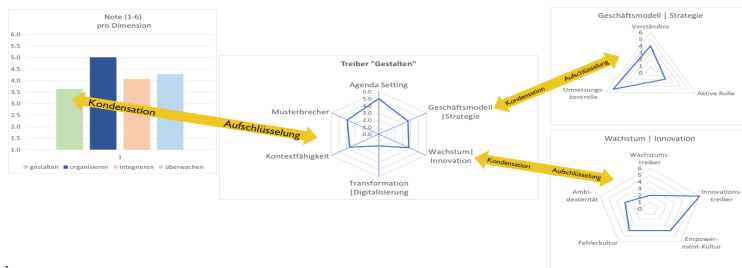 Note (1-6)
pro Dimension
6.0
5.5
5.0
4.5
4.0
3.5
3.0
2.5
2.0
1.5
1.0
1
gestalten organisieren integrieren überwachen
Kondensation
Aufschlüsselung
Treiber "Gestalten"
Agenda Setting
6.0
5.0
4.0
3.0
2.0
1.0
0.0
Geschäftsmodell
|Strategie
Wachstum|
Innovation
Transformation
|Digitalisierung
Kontextfähigkeit
Musterbrecher
Kondensation
Aufschlüsselung
Kondensation
Aufschlüsselung
Geschäftsmodell | Strategie
Verständnis
6
5
4
3
2
1
0
Aktive Rolle
Umsetzungs-
kontrolle
Wachstum | Innovation
Wachstums-
treiber
6
5
4
3
2
1
0
Innovations-
treiber
Empower-
ment-Kultur
Fehlerkultur
Ambi-
dexterität